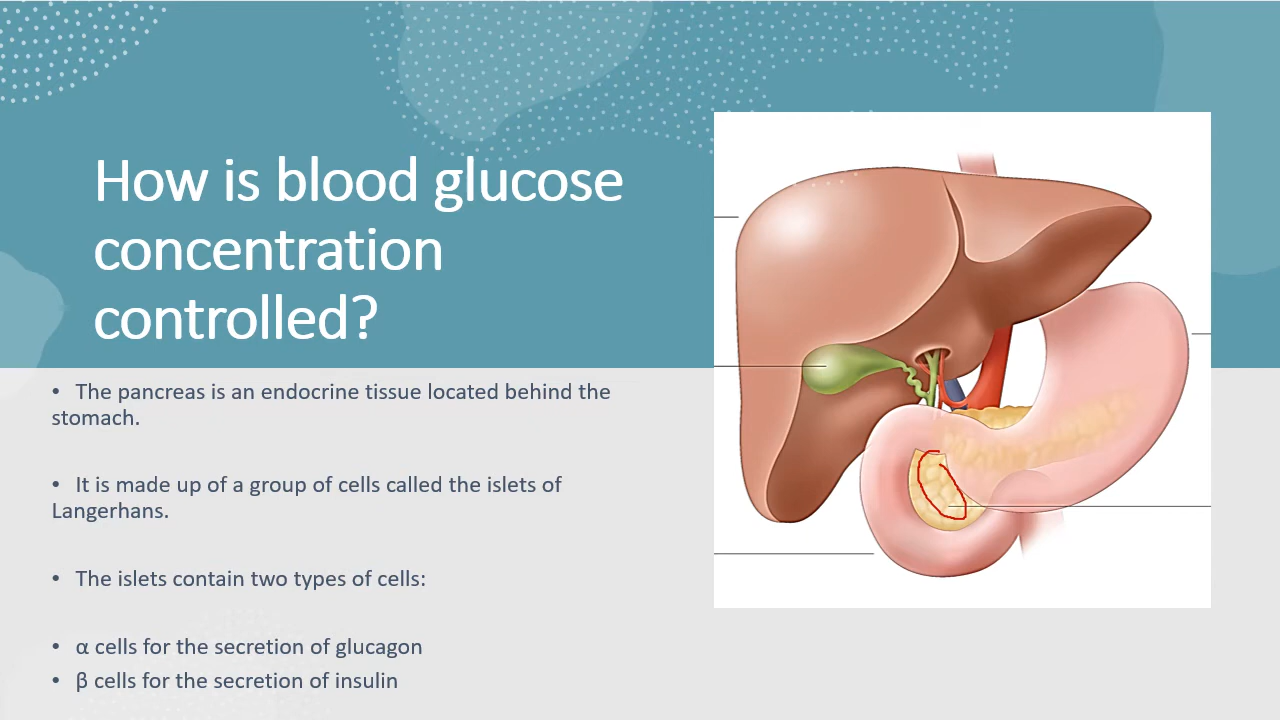 How is blood glucose
concentration
controlled?
• The pancreas is an endocrine tissue located behind the
stomach.
• It is made up of a group of cells called the islets of
Langerhans.
• The islets contain two types of cells:
• α cells for the secretion of glucagon
• β cells for the secretion of insulin